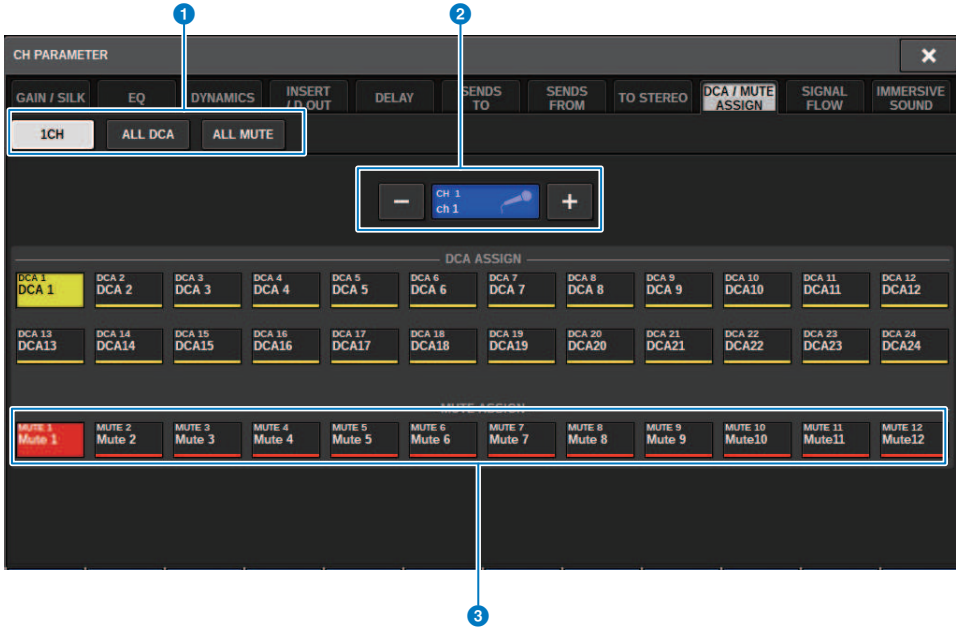 1
2
CH PARAMETER
GAIN / SILK
EQ
DYNAMICS
INSERT
/ D.OUT
DELAY
SENDS
TO
SENDS
FROM
TO STEREO
DCA / MUTE
ASSIGN
SIGNAL
FLOW
IMMERSIVE
SOUND
1CH
ALL DCA
ALL MUTE
CH 1
ch 1
DCA ASSIGN
DCA 1 DCA 2 DCA 3 DCA 4 DCA 5 DCA 6 DCA 7 DCA 8 DCA 9 DCA 10 DCA 11 DCA 12
DCA 1 DCA 2 DCA 3 DCA 4 DCA 5 DCA 6 DCA 7 DCA 8 DCA 9 DCA10 DCA11 DCA12
DCA 13 DCA 14 DCA 15 DCA 16 DCA 17 DCA 18 DCA 19 DCA 20 DCA 21 DCA 22 DCA 23 DCA 24
DCA13 DCA14 DCA15 DCA16 DCA17 DCA18 DCA19 DCA20 DCA21 DCA22 DCA23 DCA24
MUTE ASSIGN
MUTE 1 MUTE 2 MUTE 3 MUTE 4 MUTE 5 MUTE 6 MUTE 7 MUTE 8 MUTE 9 MUTE 10 MUTE 11 MUTE 12
Mute 1 Mute 2 Mute 3 Mute 4 Mute 5 Mute 6 Mute 7 Mute 8 Mute 9 Mute10 Mute11 Mute12
3